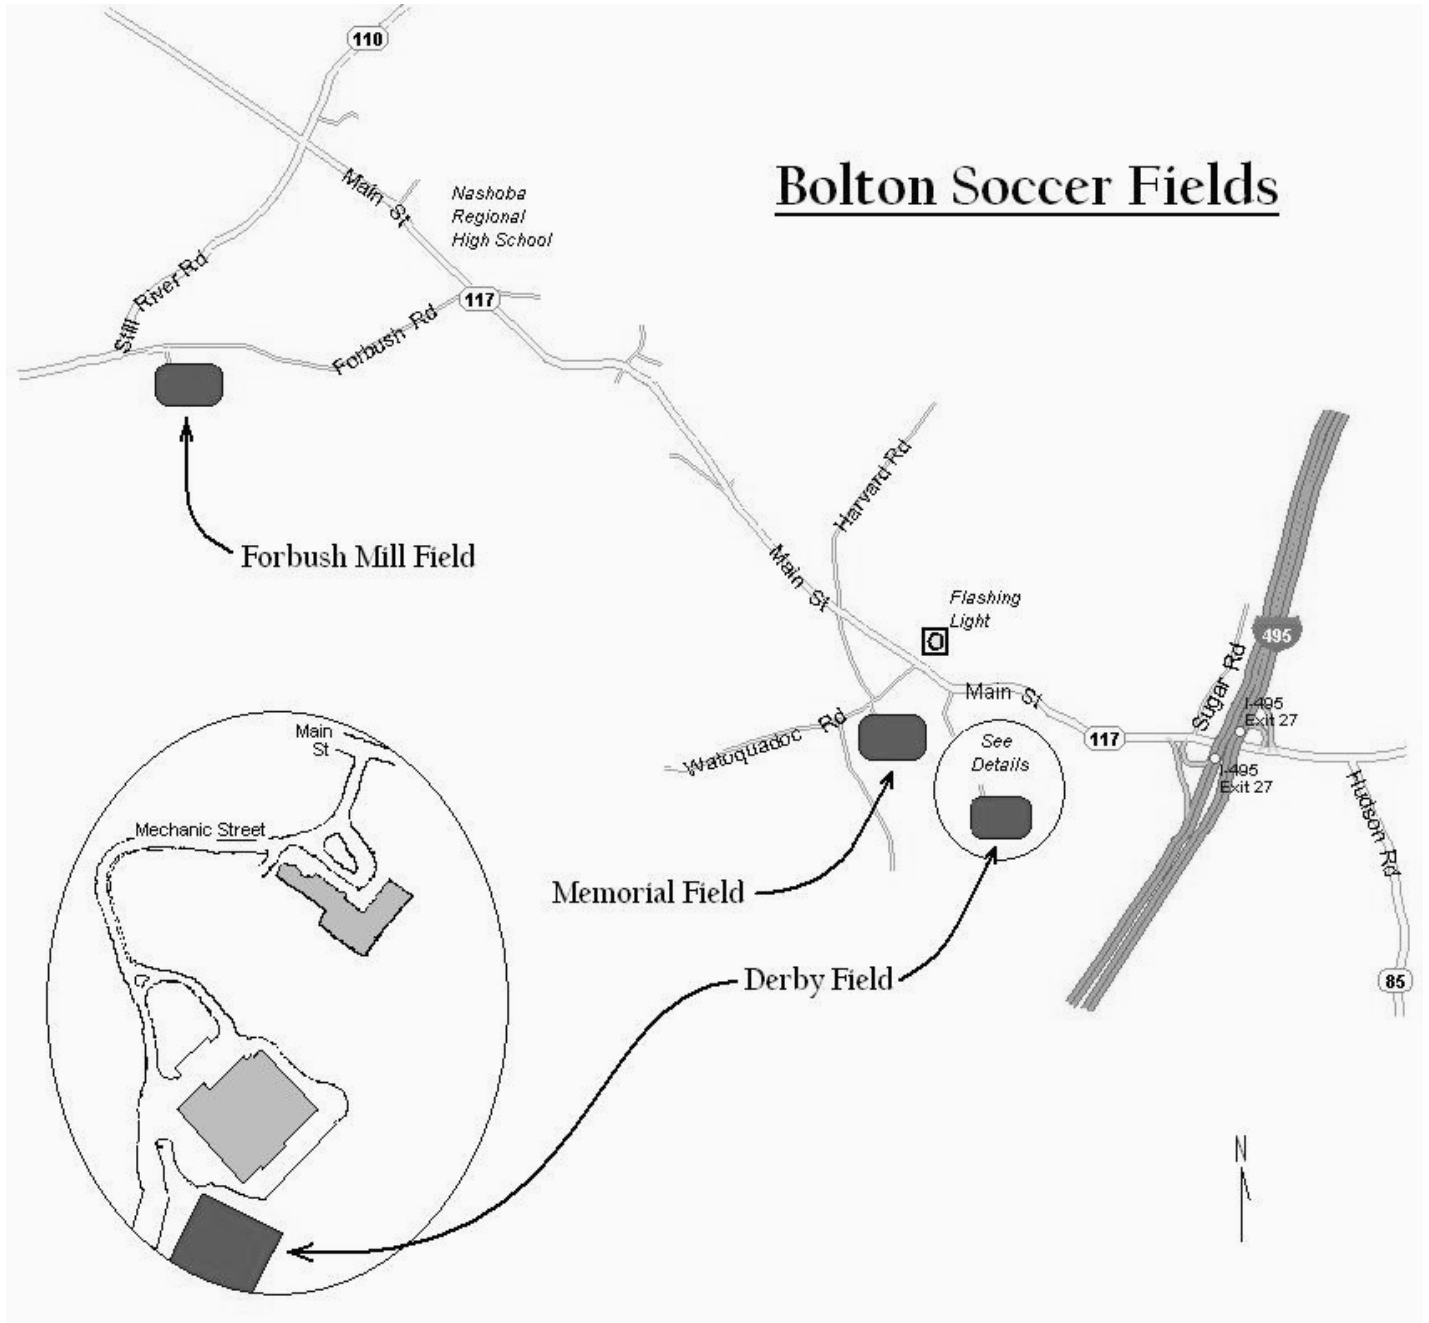 110
Bolton Soccer Fields
Main St
Nashoba
Regional
High School
Still River Rd
117
Forbush Rd
Forbush Mill Field
Harvard Rd
Main St
Flashing
Light
495
Sugar Rd
Main St
I-495
Exit 27
117
Watoquadoc Rd
See
Details
I-495
Exit 27
Hudson Rd
Main
St
Mechanic Street
Memorial Field
Derby Field
85
N